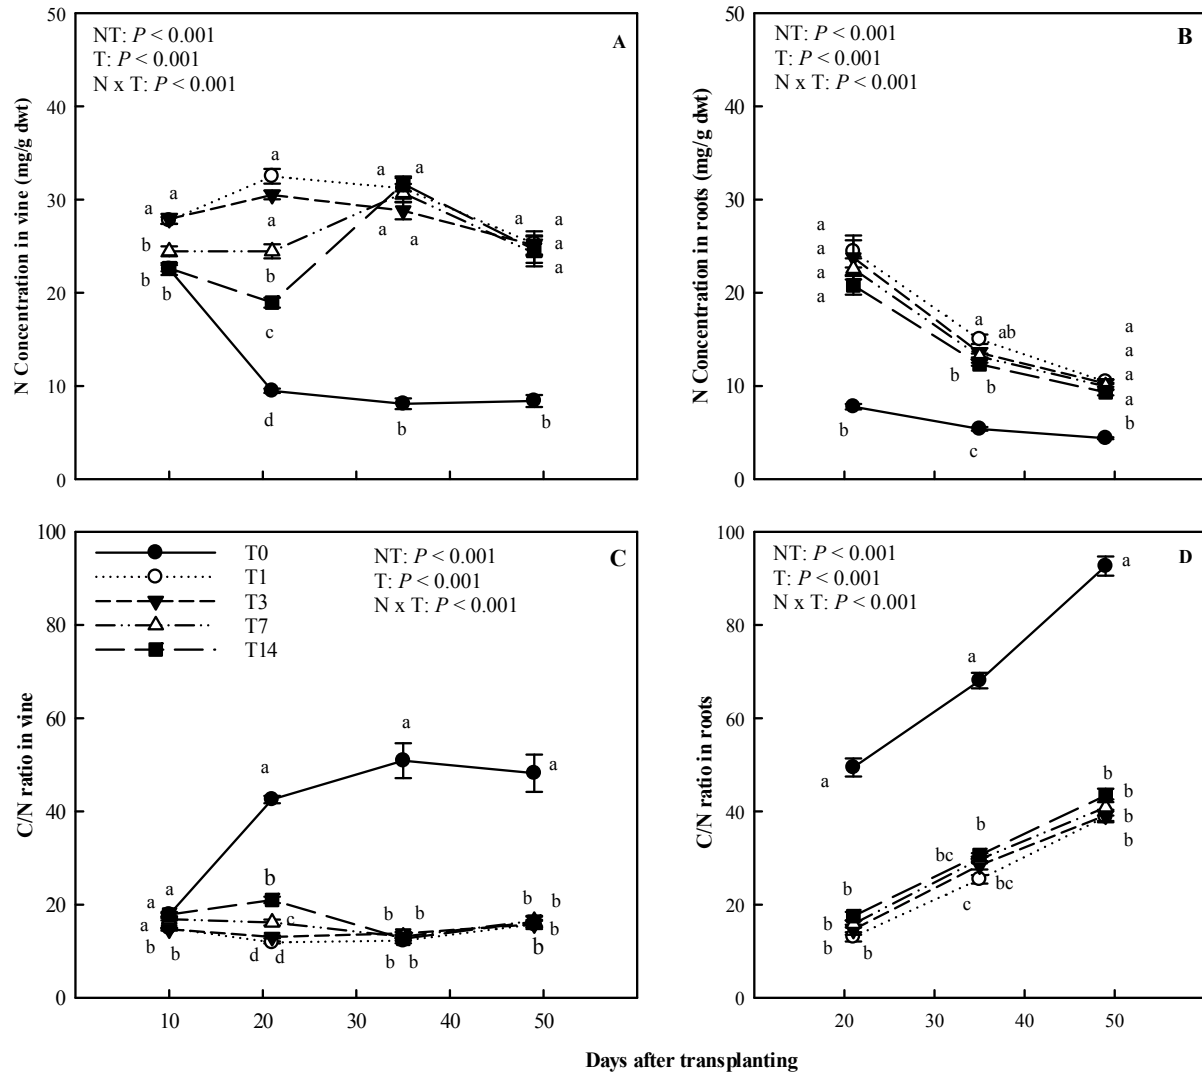 NT: P < 0.001
T: P < 0.001
N x T: P < 0.001
A
N Concentration in vine (mg/g dwt)
50
40
30
20
10
0
a a a a a
a
a a
b b b b
b
c
d
b
a a a a
b
NT: P < 0.001
T: P < 0.001
N x T: P < 0.001
B
N Concentration in roots (mg/g dwt)
50
40
30
20
10
0
a
a
a
a
b
a ab
b b
c
a
a
a
a
b
T0
T1
T3
T7
T14
NT: P < 0.001
T: P < 0.001
N x T: P < 0.001
C
C/N ratio in vine
100
80
60
40
20
0
a a
a
b b
a
b
c
d d
a
b b
b b
a
b b
b
b
10 20 30 40 50
NT: P < 0.001
T: P < 0.001
N x T: P < 0.001
D
C/N ratio in roots
100
80
60
40
20
0
a
b
b
b b
a
b
bc
bc
c
a
b
b
b
b
20 30 40 50
Days after transplanting